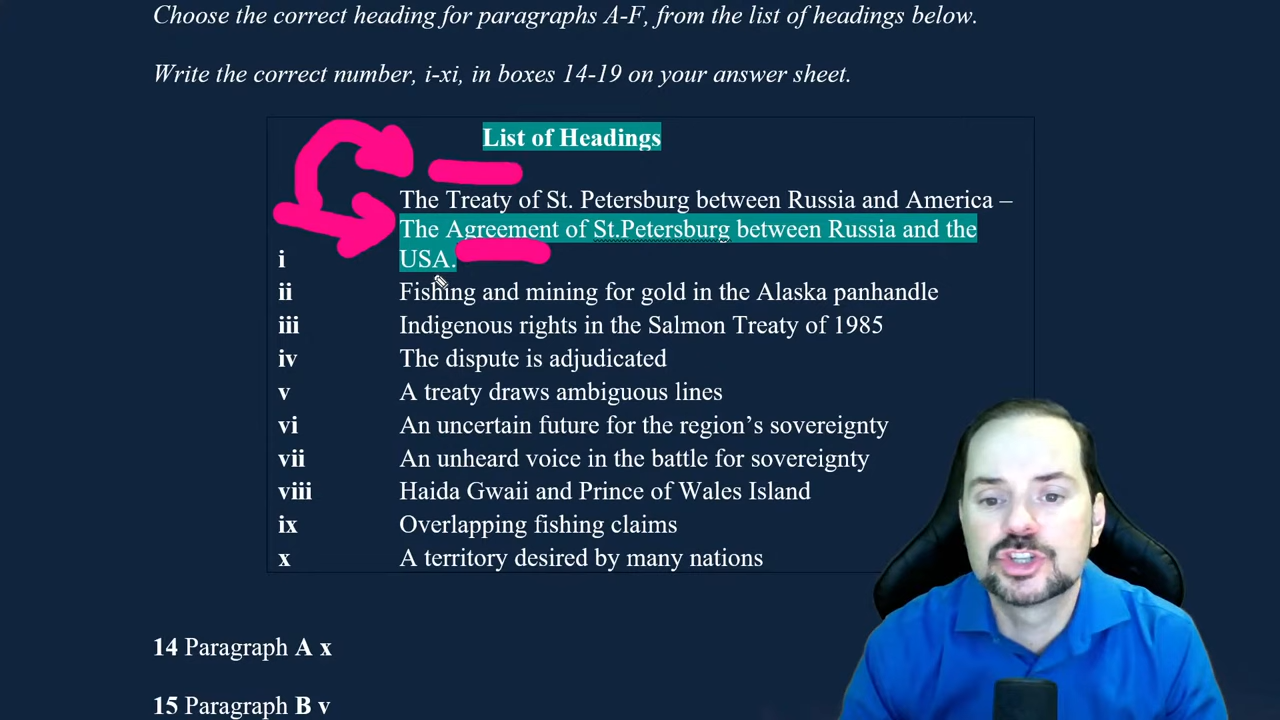 Choose the correct heading for paragraphs A-F, from the list of headings below.
Write the correct number, i-xi, in boxes 14-19 on your answer sheet.
List of Headings
The Treaty of St. Petersburg between Russia and America –
The Agreement of St.Petersburg between Russia and the
i USA.
ii Fishing and mining for gold in the Alaska panhandle
iii Indigenous rights in the Salmon Treaty of 1985
iv The dispute is adjudicated
v A treaty draws ambiguous lines
vi An uncertain future for the region’s sovereignty
vii An unheard voice in the battle for sovereignty
viii Haida Gwaii and Prince of Wales Island
ix Overlapping fishing claims
x A territory desired by many nations
14 Paragraph A x
15 Paragraph B v